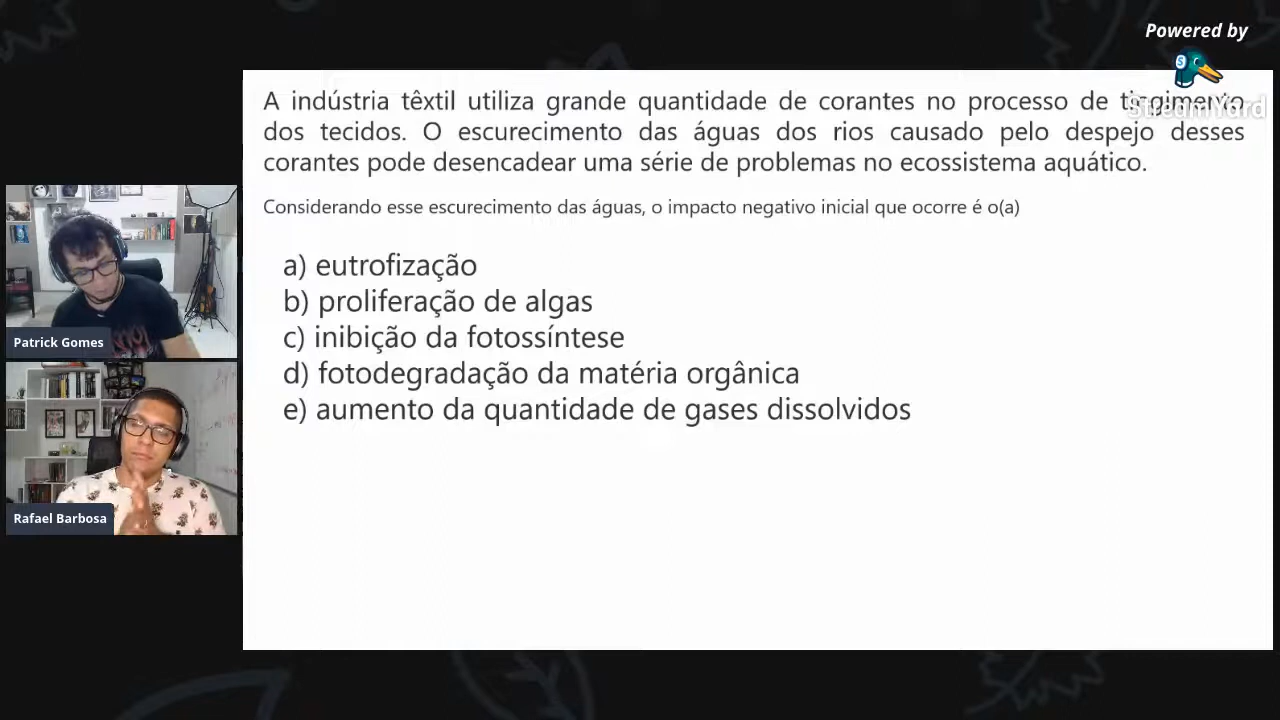 Powered by
StreamYard
A indústria têxtil utiliza grande quantidade de corantes no processo de tingimento
dos tecidos. O escurecimento das águas dos rios causado pelo despejo desses
corantes pode desencadear uma série de problemas no ecossistema aquático.
Considerando esse escurecimento das águas, o impacto negativo inicial que ocorre é o(a)
a) eutrofização
b) proliferação de algas
c) inibição da fotossíntese
d) fotodegradação da matéria orgânica
e) aumento da quantidade de gases dissolvidos
Patrick Gomes
Rafael Barbosa